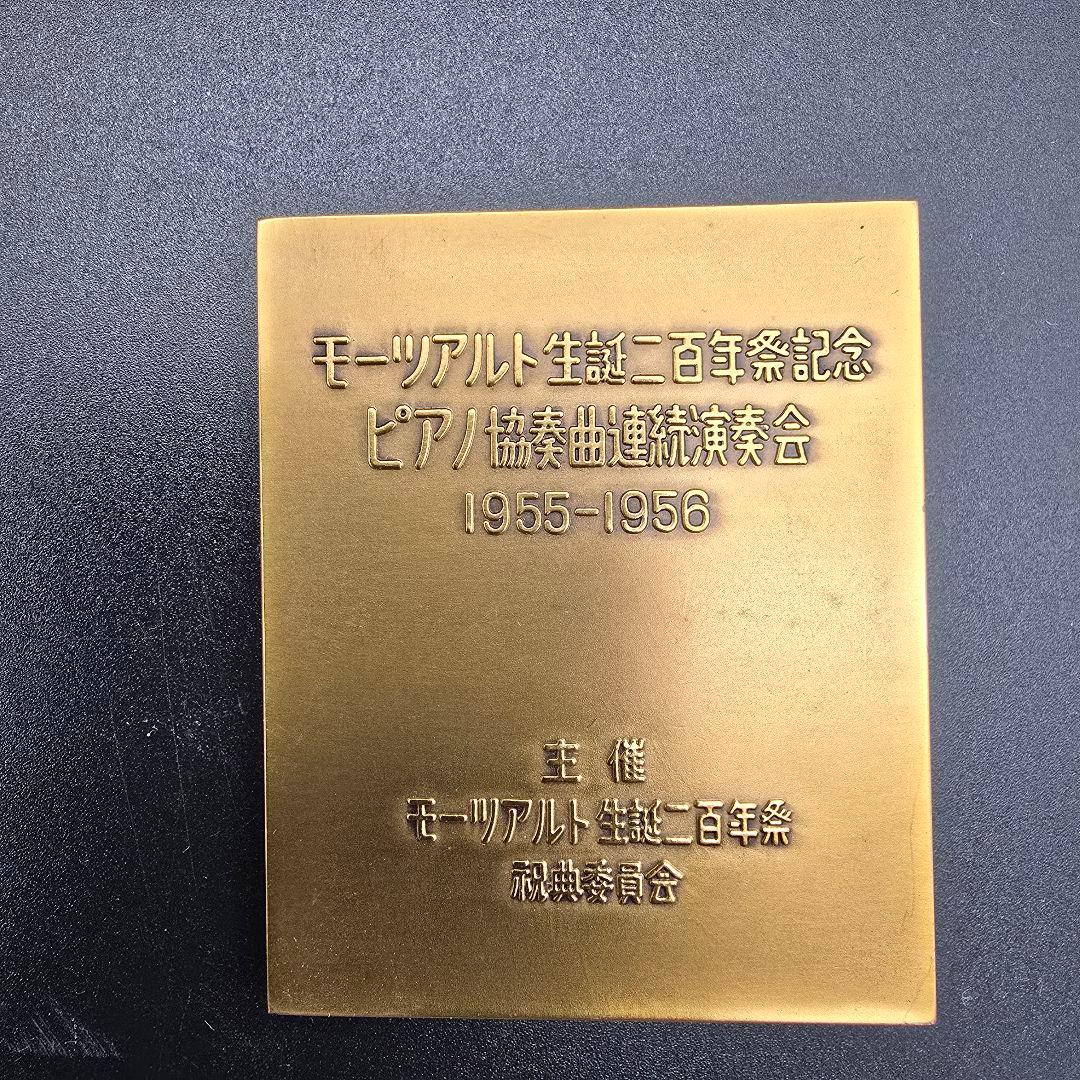 モーツアルト生誕二百年祭記念
ピアノ協奏曲連続演奏会
1955-1956
主催
モーツアルト生誕二百年祭
祝典委員会